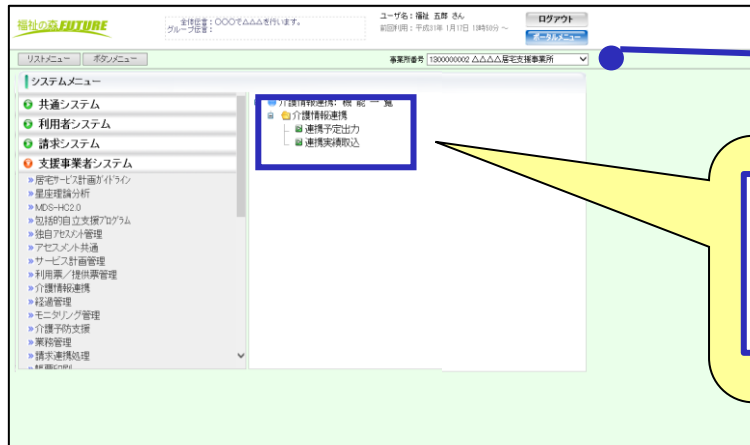 福祉の森FUTURE
全体伝言：○○○で△△△を行います。
グループ伝言：
ユーザ名：福祉 五郎 さん
前回利用：平成31年 1月17日 13時50分 ～
ログアウト
ポータルメニュー
リストメニュー
ボタンメニュー
事業所番号 1300000002 △△△△居宅支援事業所
システムメニュー
共通システム
利用者システム
請求システム
支援事業者システム
»居宅サービス計画ガイドライン
»星座理論分析
»MDS-HC2.0
»包括的自立支援プログラム
»独自アセスメント管理
»アセスメント共通
»サービス計画管理
»利用票／提供票管理
»介護情報連携
»経過管理
»モニタリング管理
»介護予防支援
»業務管理
»請求連携処理
»帳票印刷
介護情報連携：機 能 一 覧
介護情報連携
連携予定出力
連携実績取込